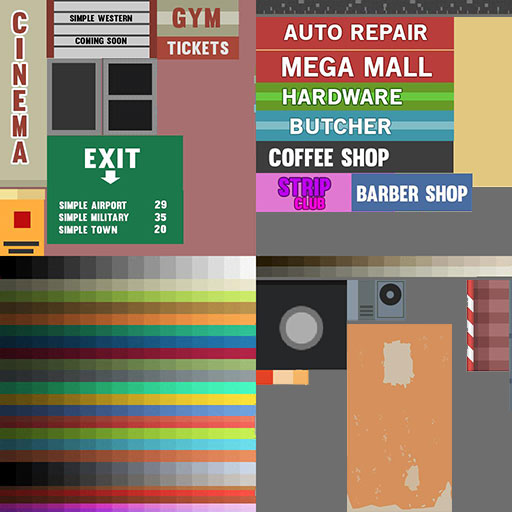 CINEMA
SIMPLE WESTERN
COMING SOON
GYM
TICKETS
EXIT
SIMPLE AIRPORT 29
SIMPLE MILITARY 35
SIMPLE TOWN 20
AUTO REPAIR
MEGA MALL
HARDWARE
BUTCHER
COFFEE SHOP
STRIP
CLUB
BARBER SHOP